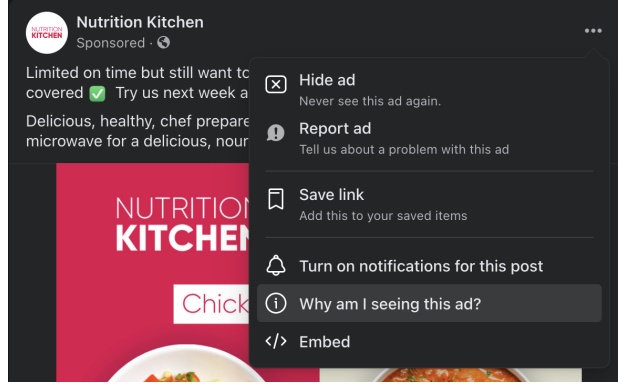 NUTRITION
KITCHEN
Nutrition Kitchen
Sponsored ·
Limited on time but still want to
covered ✅ Try us next week a
Delicious, healthy, chef prepare
microwave for a delicious, nour
Hide ad
Never see this ad again.
Report ad
Tell us about a problem with this ad
Save link
Add this to your saved items
Turn on notifications for this post
Why am I seeing this ad?
</> Embed
NUTRITIO
KITCHE
Chick